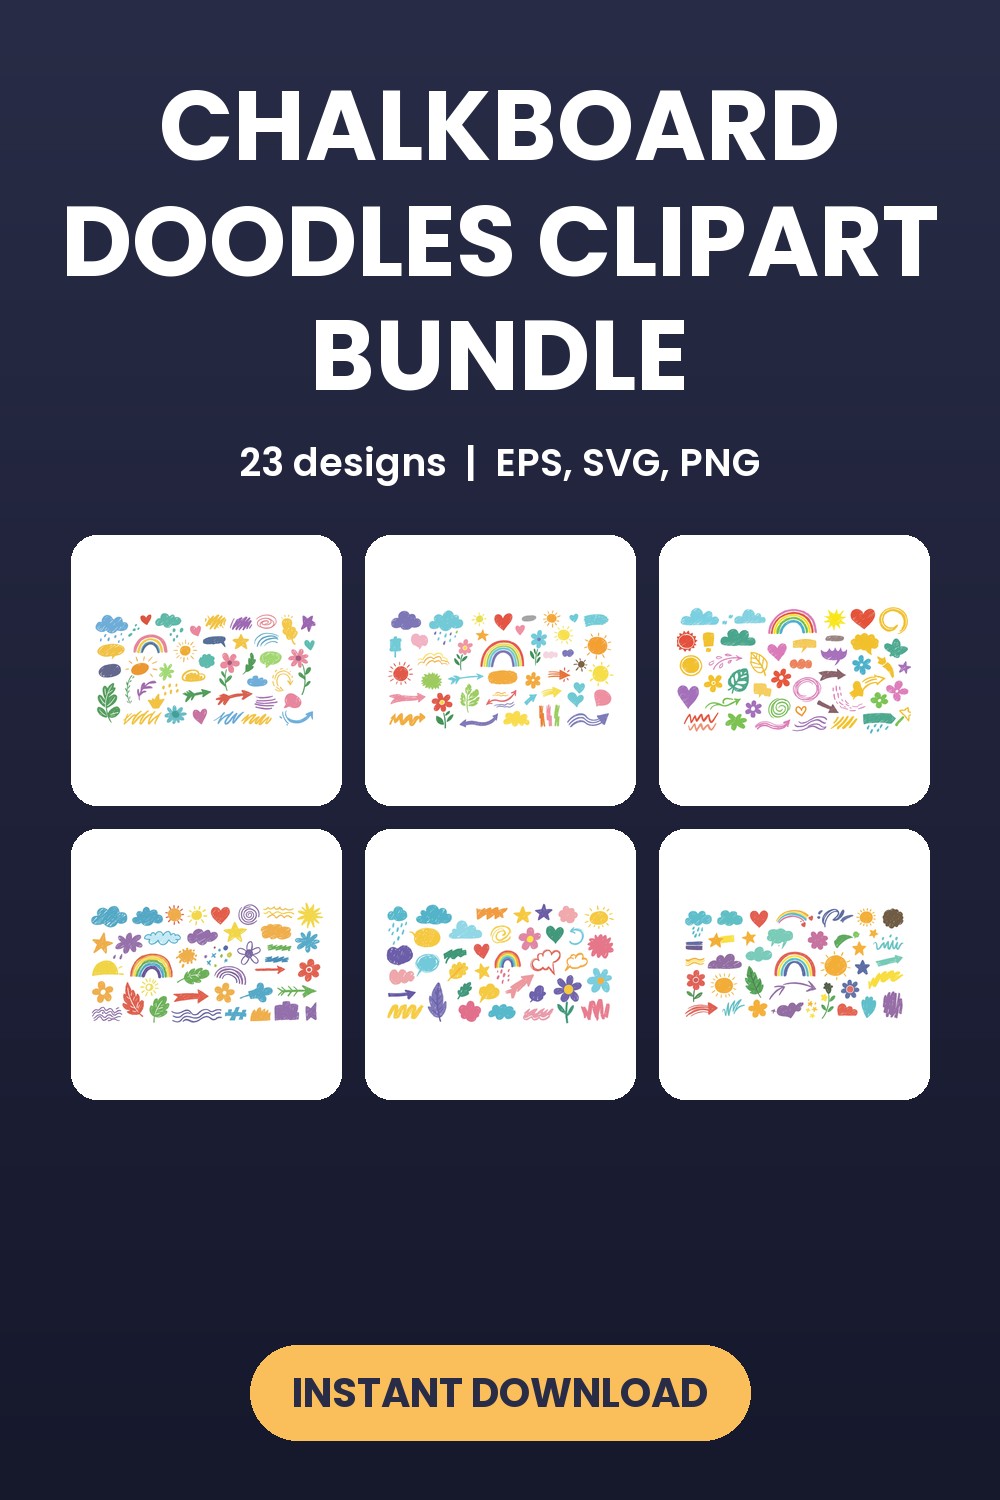 CHALKBOARD
DOODLES CLIPART
BUNDLE
23 designs | EPS, SVG, PNG
INSTANT DOWNLOAD